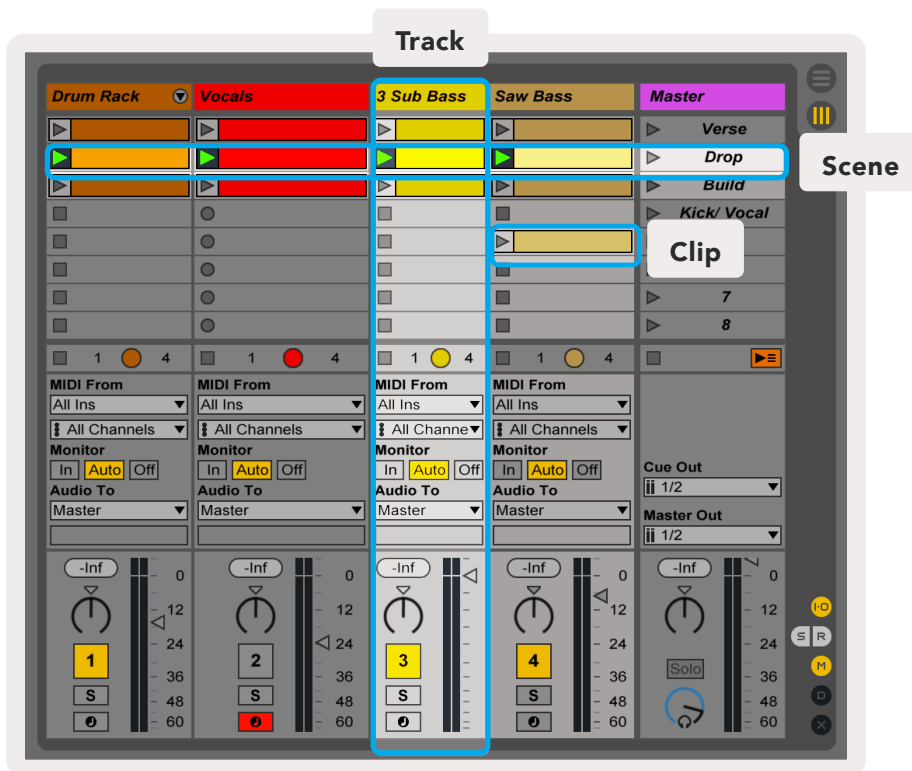 Track
Drum Rack Vocals 3 Sub Bass Saw Bass Master
Verse
Drop
Scene
Build
Kick/ Vocal
Clip
7
8
1 4 1 4 1 4 1 4
MIDI From MIDI From MIDI From MIDI From
All Ins All Ins All Ins All Ins
All Channels All Channels All Channe All Channels
Monitor Monitor Monitor Monitor
In Auto Off In Auto Off In Auto Off In Auto Off
Cue Out
Audio To Audio To Audio To Audio To
1/2
Master Master Master Master
Master Out
1/2
-Inf -Inf -Inf -Inf -Inf
0 0 0 0
12 12 12 12
I·O
24 24 24 24
S R
1 2 3 4 Solo
M
36 36 36 36
S S S S
D
48 48 48 48
60 60 60 60
X